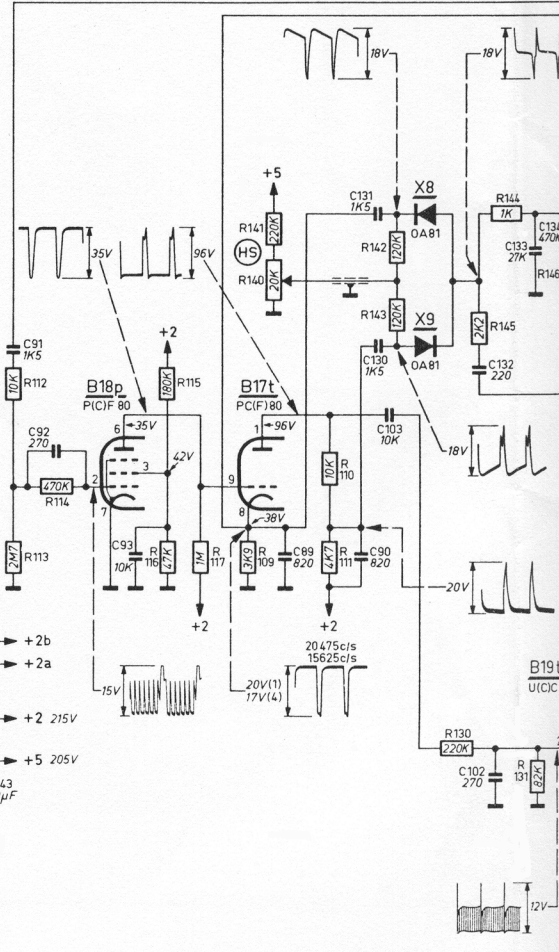 18V
18V
+5
R141
220K
HS
R140
20K
C131
1K5
X8
OA81
R142
120K
R143
120K
X9
OA81
C130
1K5
R144
1K
C133
27K
C134
470K
R146
R145
2K2
C132
220
35V
96V
C91
1K5
10K
R112
B18p
P(C)F 80
+2
180K
R115
B17t
PC(F)80
6
35V
1
96V
C103
10K
18V
C92
270
470K
R114
2
3
42V
7
9
8
38V
10K
R
110
2M7
R113
C93
10K
R
116
47K
1M
R
117
3K9
R
109
C89
820
4K7
R
111
C90
820
+2
+2
20V
+2b
+2a
+2 215V
+5 205V
43
µF
15V
20V(1)
17V(4)
20475c/s
15625c/s
B19t
U(C)C
R130
220K
C102
270
R
131
82K
12V